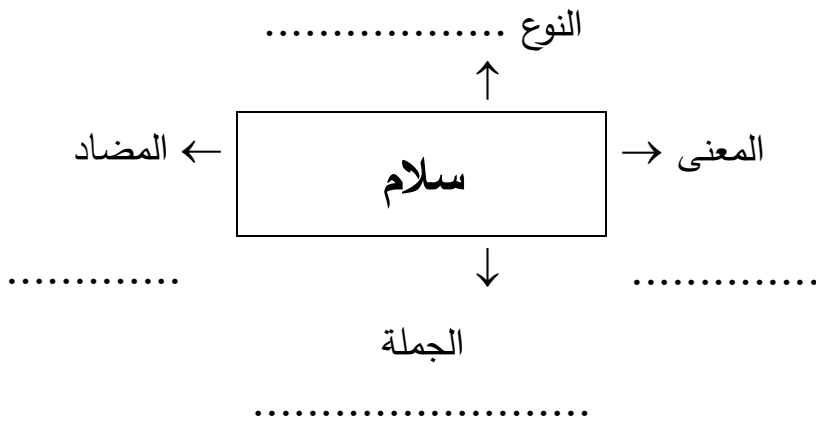 النوع ..................
↑
المعنى → سلام ← المضاد
.............. ↓ .............
الجملة
.........................